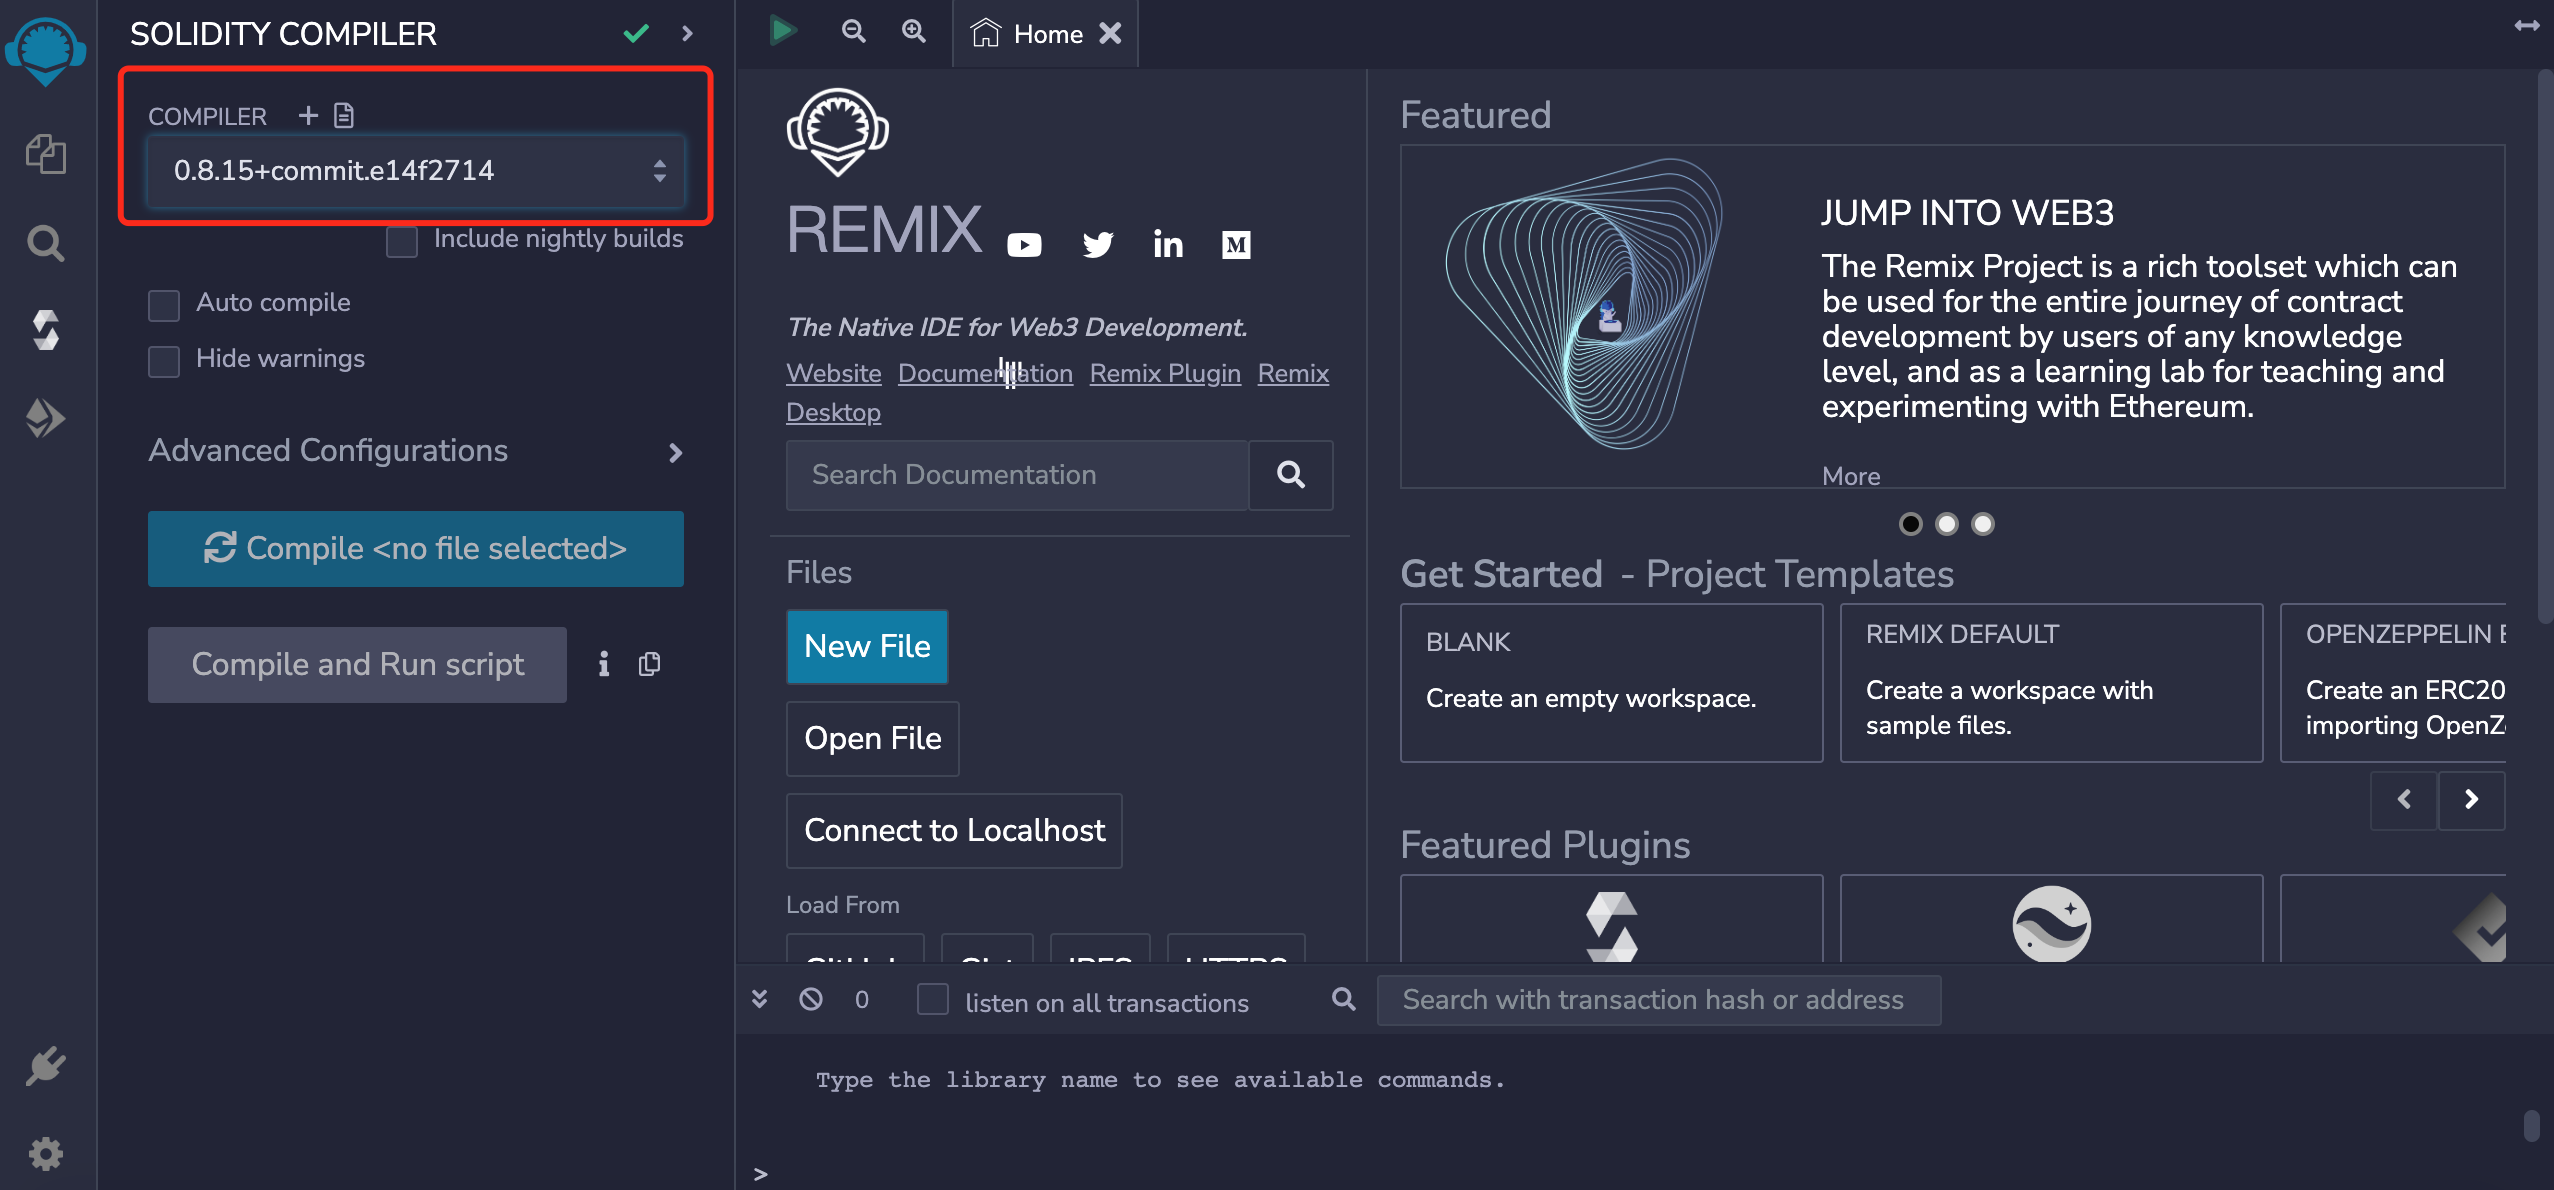 SOLIDITY COMPILER
COMPILER
0.8.15+commit.e14f2714
Include nightly builds
Auto compile
Hide warnings
Advanced Configurations
Compile <no file selected>
Compile and Run script
Home
REMIX
The Native IDE for Web3 Development.
Website Documentation Remix Plugin Remix
Desktop
Search Documentation
Files
New File
Open File
Connect to Localhost
Load From
GitHub Gist IPFS HTTPS
Featured
JUMP INTO WEB3
The Remix Project is a rich toolset which can
be used for the entire journey of contract
development by users of any knowledge
level, and as a learning lab for teaching and
experimenting with Ethereum.
More
Get Started - Project Templates
BLANK
Create an empty workspace.
REMIX DEFAULT
Create a workspace with
sample files.
OPENZEPPELIN
Create an ERC20
importing
Featured Plugins
0
listen on all transactions
Search with transaction hash or address
Type the library name to see available commands.
>